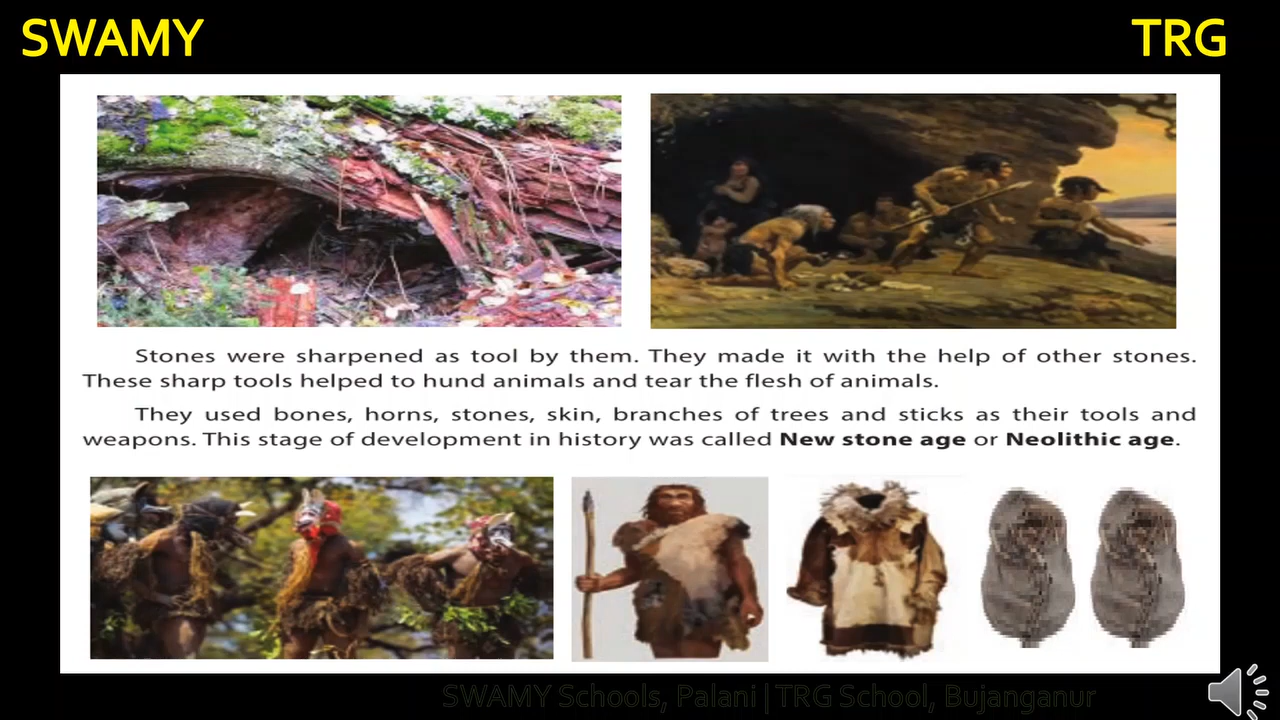 SWAMY
TRG
Stones were sharpened as tool by them. They made it with the help of other stones.
These sharp tools helped to hund animals and tear the flesh of animals.
They used bones, horns, stones, skin, branches of trees and sticks as their tools and
weapons. This stage of development in history was called New stone age or Neolithic age.
SWAMY Schools, Palani | TRG School, Bujanganur